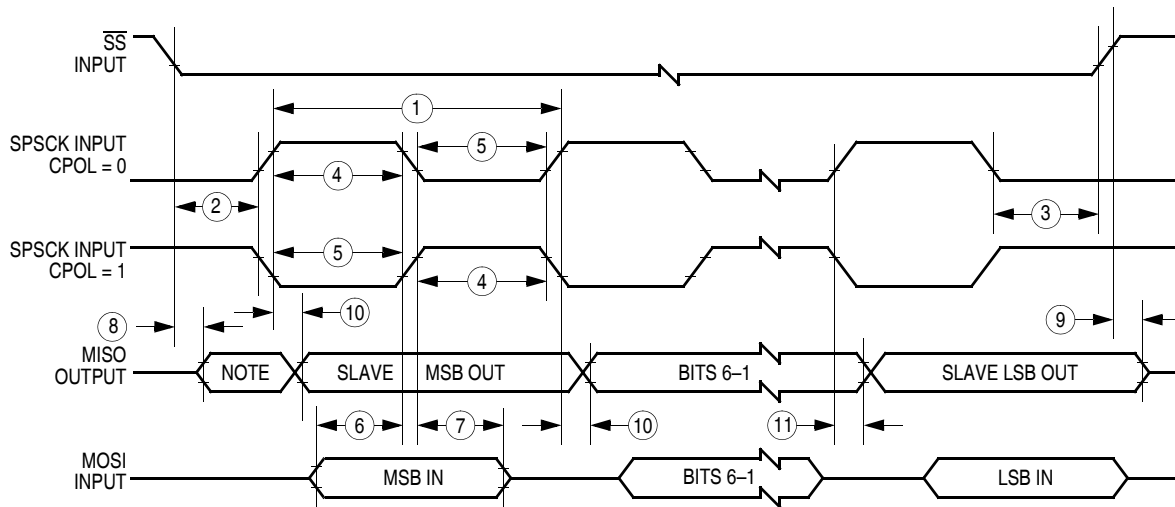 SS
INPUT
1
SPSCK INPUT
CPOL = 0
5
4
2
3
SPSCK INPUT
CPOL = 1
5
4
8
10
9
MISO
OUTPUT
NOTE
SLAVE
MSB OUT
BITS 6–1
SLAVE LSB OUT
6
7
10
11
MOSI
INPUT
MSB IN
BITS 6–1
LSB IN